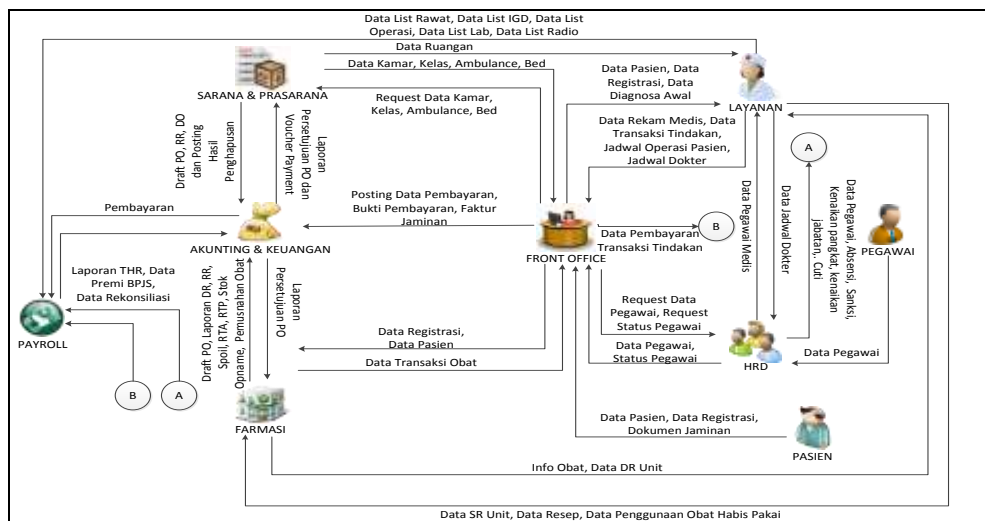 Data List Rawat, Data List IGD, Data List
Operasi, Data List Lab, Data List Radio
Data Ruangan
Data Kamar, Kelas, Ambulance, Bed
SARANA & PRASARANA
Request Data Kamar,
Kelas, Ambulance, Bed
Data Pasien, Data
Registrasi, Data
Diagnosa Awal
LAYANAN
Data Rekam Medis, Data
Transaksi Tindakan,
Jadwal Operasi Pasien,
Jadwal Dokter
A
Draft PO, RR, DO
dan Posting
Hasil
Penghapusan
Laporan
Persetujuan PO dan
Voucher Payment
Pembayaran
AKUNTING & KEUANGAN
Posting Data Pembayaran,
Bukti Pembayaran, Faktur
Jaminan
FRONT OFFICE
B
Data Pembayaran
Transaksi Tindakan
Data Pegawai Medis
Data Jadwal Dokter
Data Pegawai, Absensi, Sanksi,
Kenaikan pangkat, kenaikan
jabatan,. Cuti
PEGAWAI
Laporan THR, Data
Premi BPJS,
Data Rekonsiliasi
PAYROLL
B
A
Draft PO, Laporan DR, RR,
Spoil, RTA, RTP, Stok
Opname, Pemusnahan Obat
Laporan
Persetujuan PO
FARMASI
Data Registrasi,
Data Pasien
Data Transaksi Obat
Request Data
Pegawai, Request
Status Pegawai
Data Pegawai,
Status Pegawai
HRD
Data Pegawai
Data Pasien, Data Registrasi,
Dokumen Jaminan
PASIEN
Info Obat, Data DR Unit
Data SR Unit, Data Resep, Data Penggunaan Obat Habis Pakai